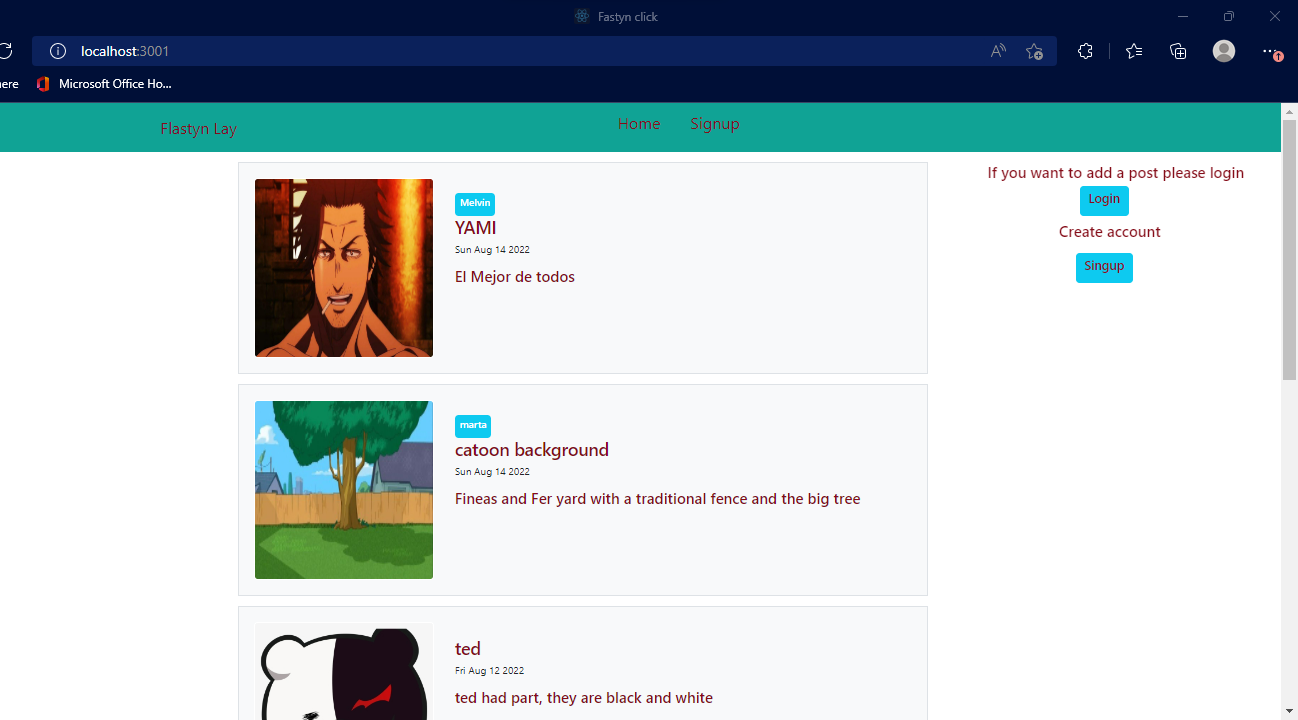 Fastyn click
localhost:3001
ere
Microsoft Office Ho...
Flastyn Lay
Home
Signup
Melvin
YAMI
Sun Aug 14 2022
El Mejor de todos
If you want to add a post please login
Login
Create account
Singup
marta
catoon background
Sun Aug 14 2022
Fineas and Fer yard with a traditional fence and the big tree
ted
Fri Aug 12 2022
ted had part, they are black and white